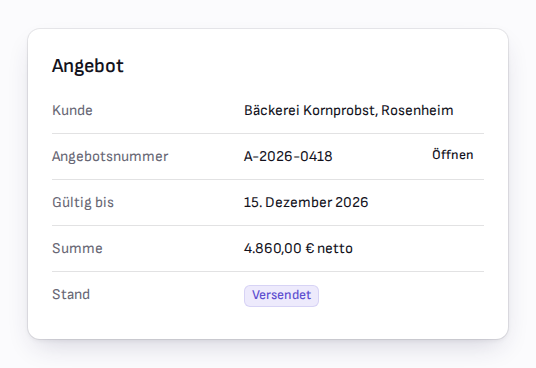 Angebot
Kunde Bäckerei Kornprobst, Rosenheim
Angebotsnummer A-2026-0418 Öffnen
Gültig bis 15. Dezember 2026
Summe 4.860,00 € netto
Stand Versendet